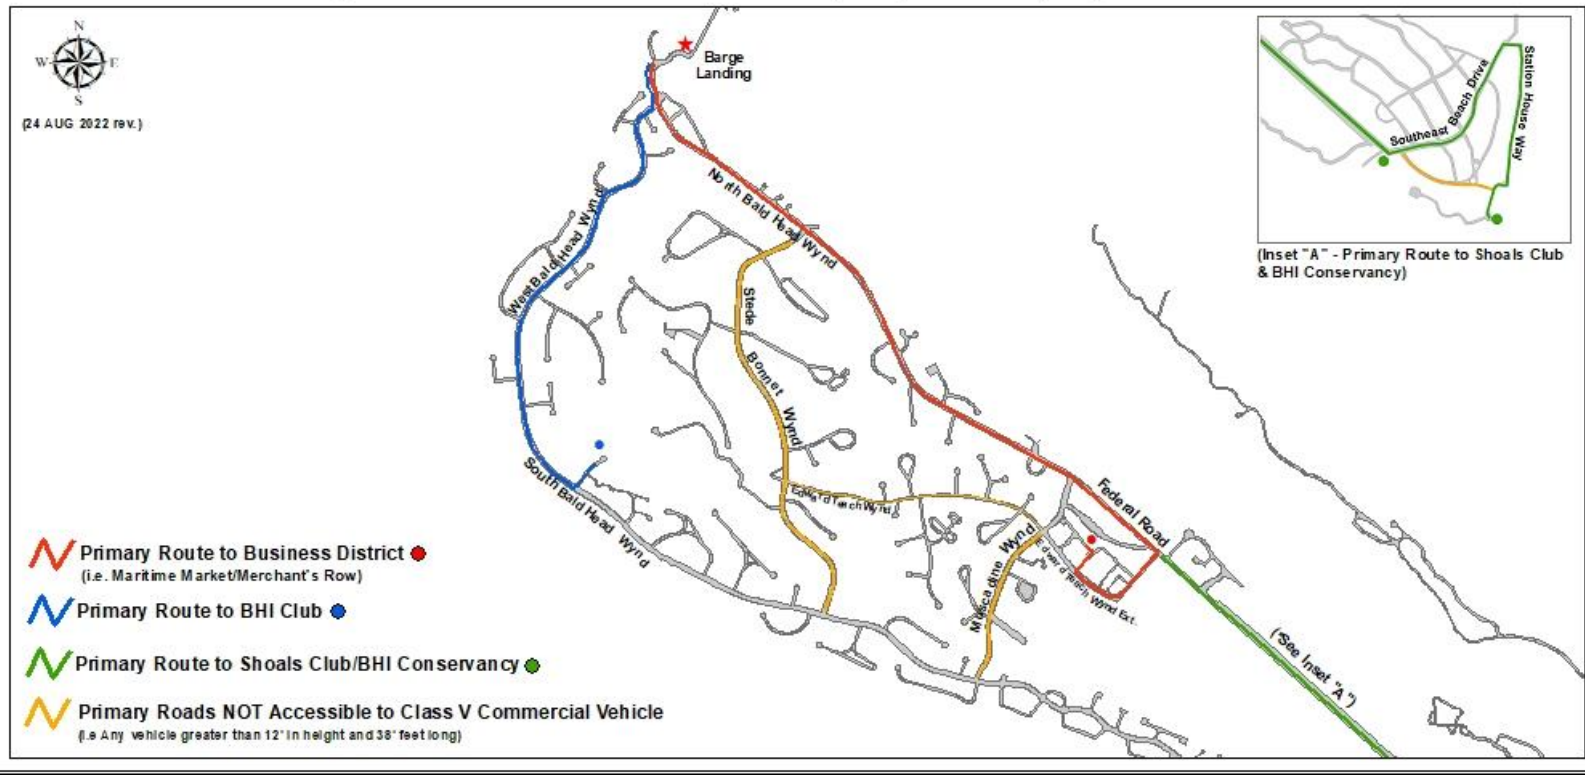 N
W E
S
(24 AUG 2022 rev.)
Barge
Landing
North Bald Head Wynd
West Bald Head Wynd
Stede
Bonnet
Wynd
South Bald Head Wynd
Edward Teach Wynd
Muscadine Wynd
Edward Teach Wynd Ext.
Federal Road
(*See Inset "A")
Southeast Beach Drive
Station House Way
(Inset "A" - Primary Route to Shoals Club
& BHI Conservancy)
Primary Route to Business District
(i.e. Maritime Market/Merchant's Row)
Primary Route to BHI Club
Primary Route to Shoals Club/BHI Conservancy
Primary Roads NOT Accessible to Class V Commercial Vehicle
(i.e Any vehicle greater than 12' in height and 38' feet long)